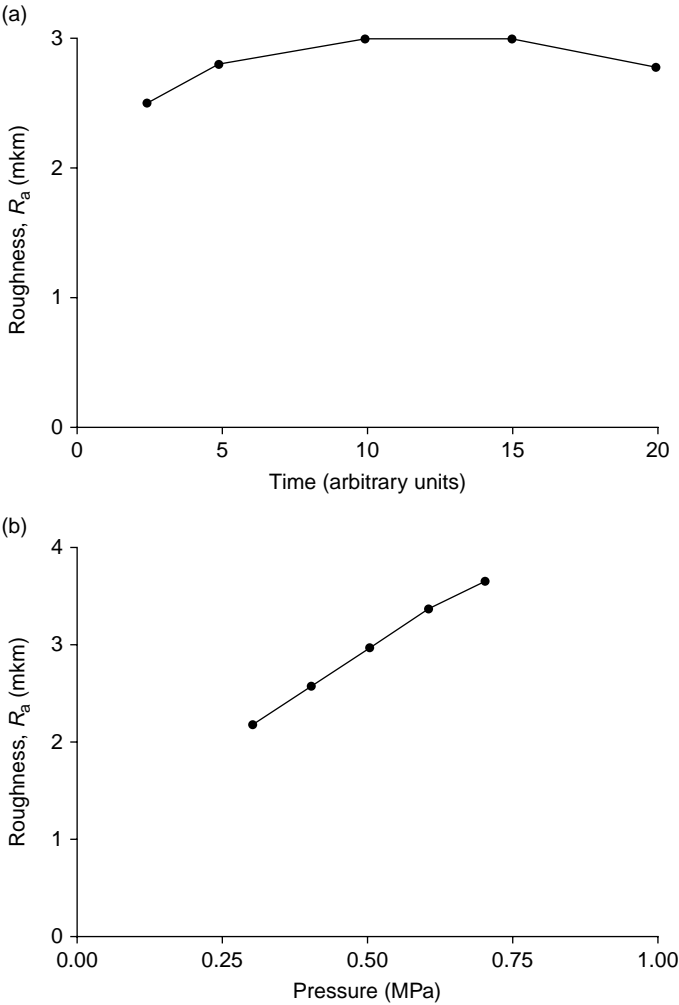 (a)
3
2
1
0
Roughness, Ra (mkm)
0 5 10 15 20
Time (arbitrary units)
(b)
4
3
2
1
0
Roughness, Ra (mkm)
0.00 0.25 0.50 0.75 1.00
Pressure (MPa)